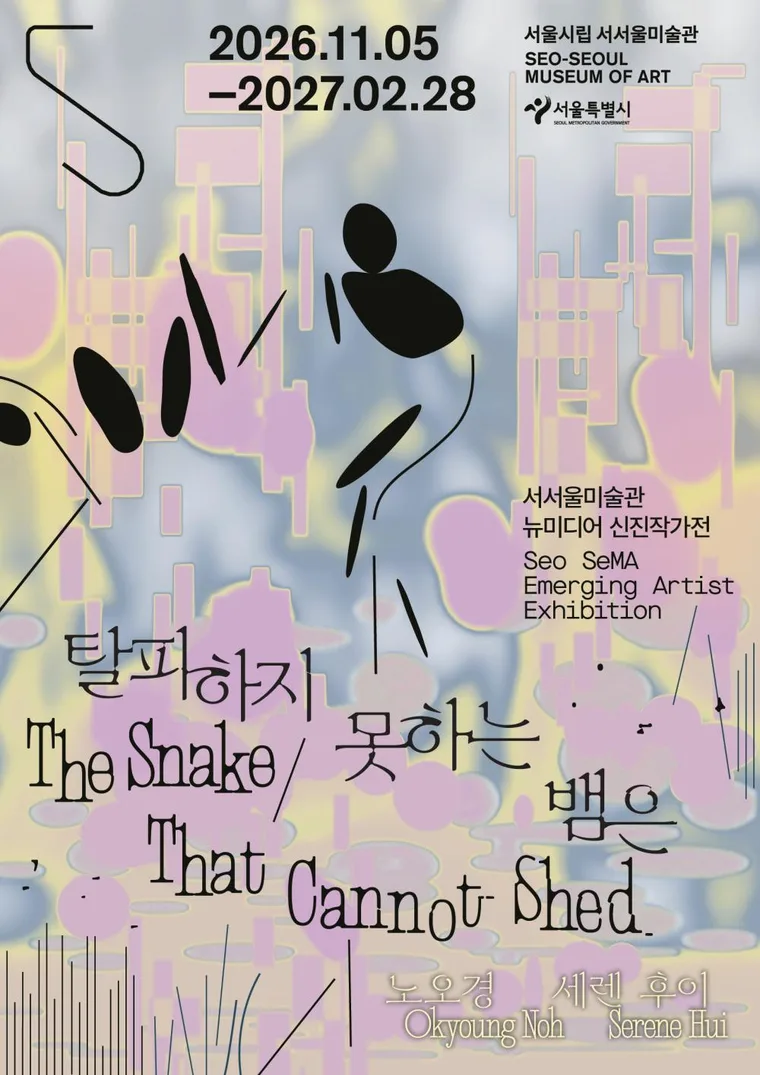 2026.11.05
–2027.02.28
서울시립 서서울미술관
SEO-SEOUL
MUSEUM OF ART
서울특별시
SEOUL METROPOLITAN GOVERNMENT
서서울미술관
뉴미디어 신진작가전
Seo SeMA
Emerging Artist
Exhibition
탈피하지
못하는
뱀은
The Snake
That Cannot Shed.
노오경 세렌 후이
Okyoung Noh Serene Hui